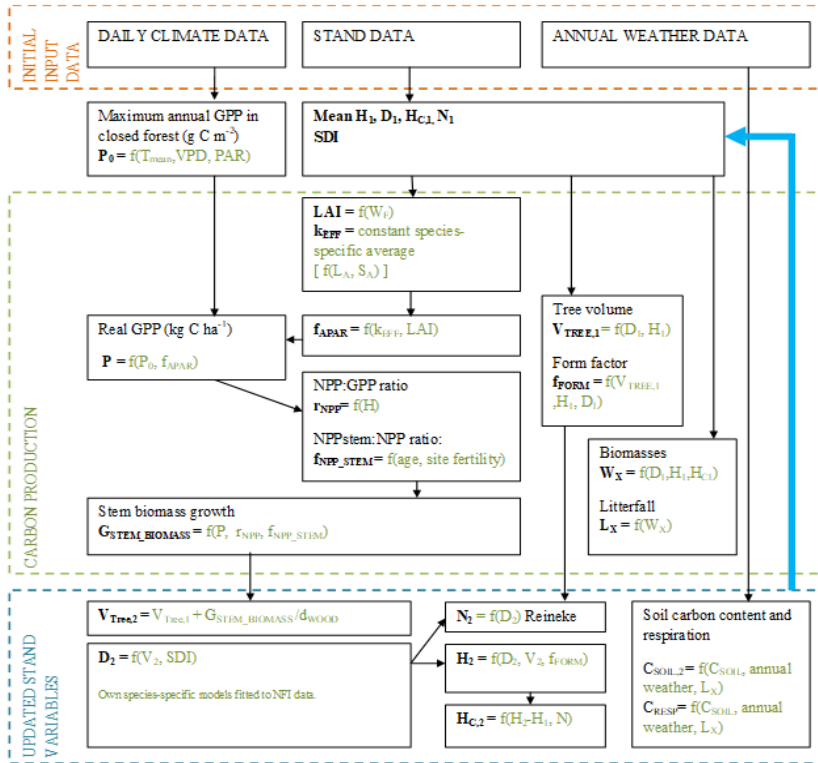 INITIAL
INPUT
DATA
DAILY CLIMATE DATA
STAND DATA
ANNUAL WEATHER DATA
Maximum annual GPP in
closed forest (g C m⁻²)
P₀ = f(Tmean,VPD, PAR)
Mean H₁, D₁, HC,1, N₁
SDI
CARBON PRODUCTION
LAI = f(WF)
kEFF = constant species-
specific average
[ f(LA, SA) ]
Real GPP (kg C ha⁻¹)
P = f(P₀, fAPAR)
fAPAR = f(kEFF, LAI)
Tree volume
VTREE,1= f(D₁, H₁)
Form factor
fFORM = f(VTREE,1
,H₁, D₁)
NPP:GPP ratio
rNPP= f(H)
NPPstem:NPP ratio:
fNPP_STEM= f(age, site fertility)
Biomasses
WX = f(D₁,H₁,HC1)
Litterfall
LX = f(WX)
Stem biomass growth
GSTEM_BIOMASS= f(P, rNPP, fNPP_STEM)
UPDATED STAND
VARIABLES
VTree,2 = VTree,1 + GSTEM_BIOMASS/dWOOD
D₂ = f(V₂, SDI)
Own species-specific models fitted to NFI data.
N₂ = f(D₂) Reineke
H₂ = f(D₂, V₂, fFORM)
HC,2 = f(H₂-H₁, N)
Soil carbon content and
respiration
CSOIL,2= f(CSOIL, annual
weather, LX)
CRESP= f(CSOIL, annual
weather, LX)